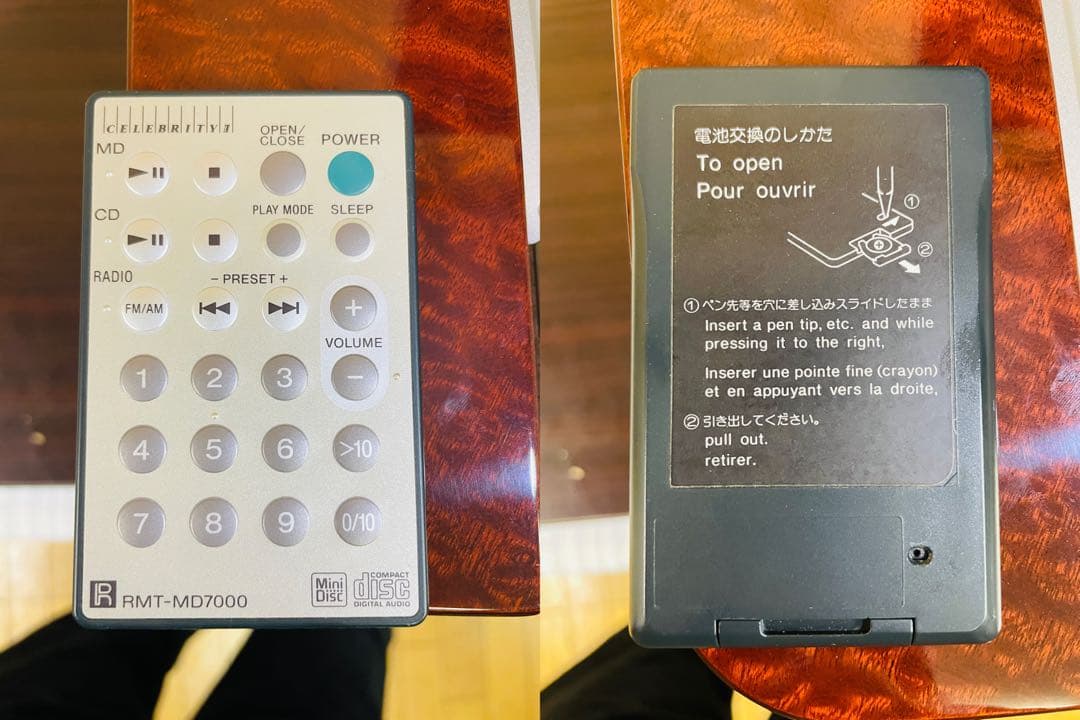 CELEBRITY II
OPEN/
CLOSE
POWER
MD
CD
PLAY MODE
SLEEP
RADIO
– PRESET +
FM/AM
+
VOLUME
–
1
2
3
4
5
6
>10
7
8
9
0/10
R RMT-MD7000
Mini
Disc
COMPACT
disc
DIGITAL AUDIO
電池交換のしかた
To open
Pour ouvrir
①
②
①ペン先等を穴に差し込みスライドしたまま
Insert a pen tip, etc. and while
pressing it to the right,
Inserer une pointe fine (crayon)
et en appuyant vers la droite,
②引き出してください。
pull out.
retirer.